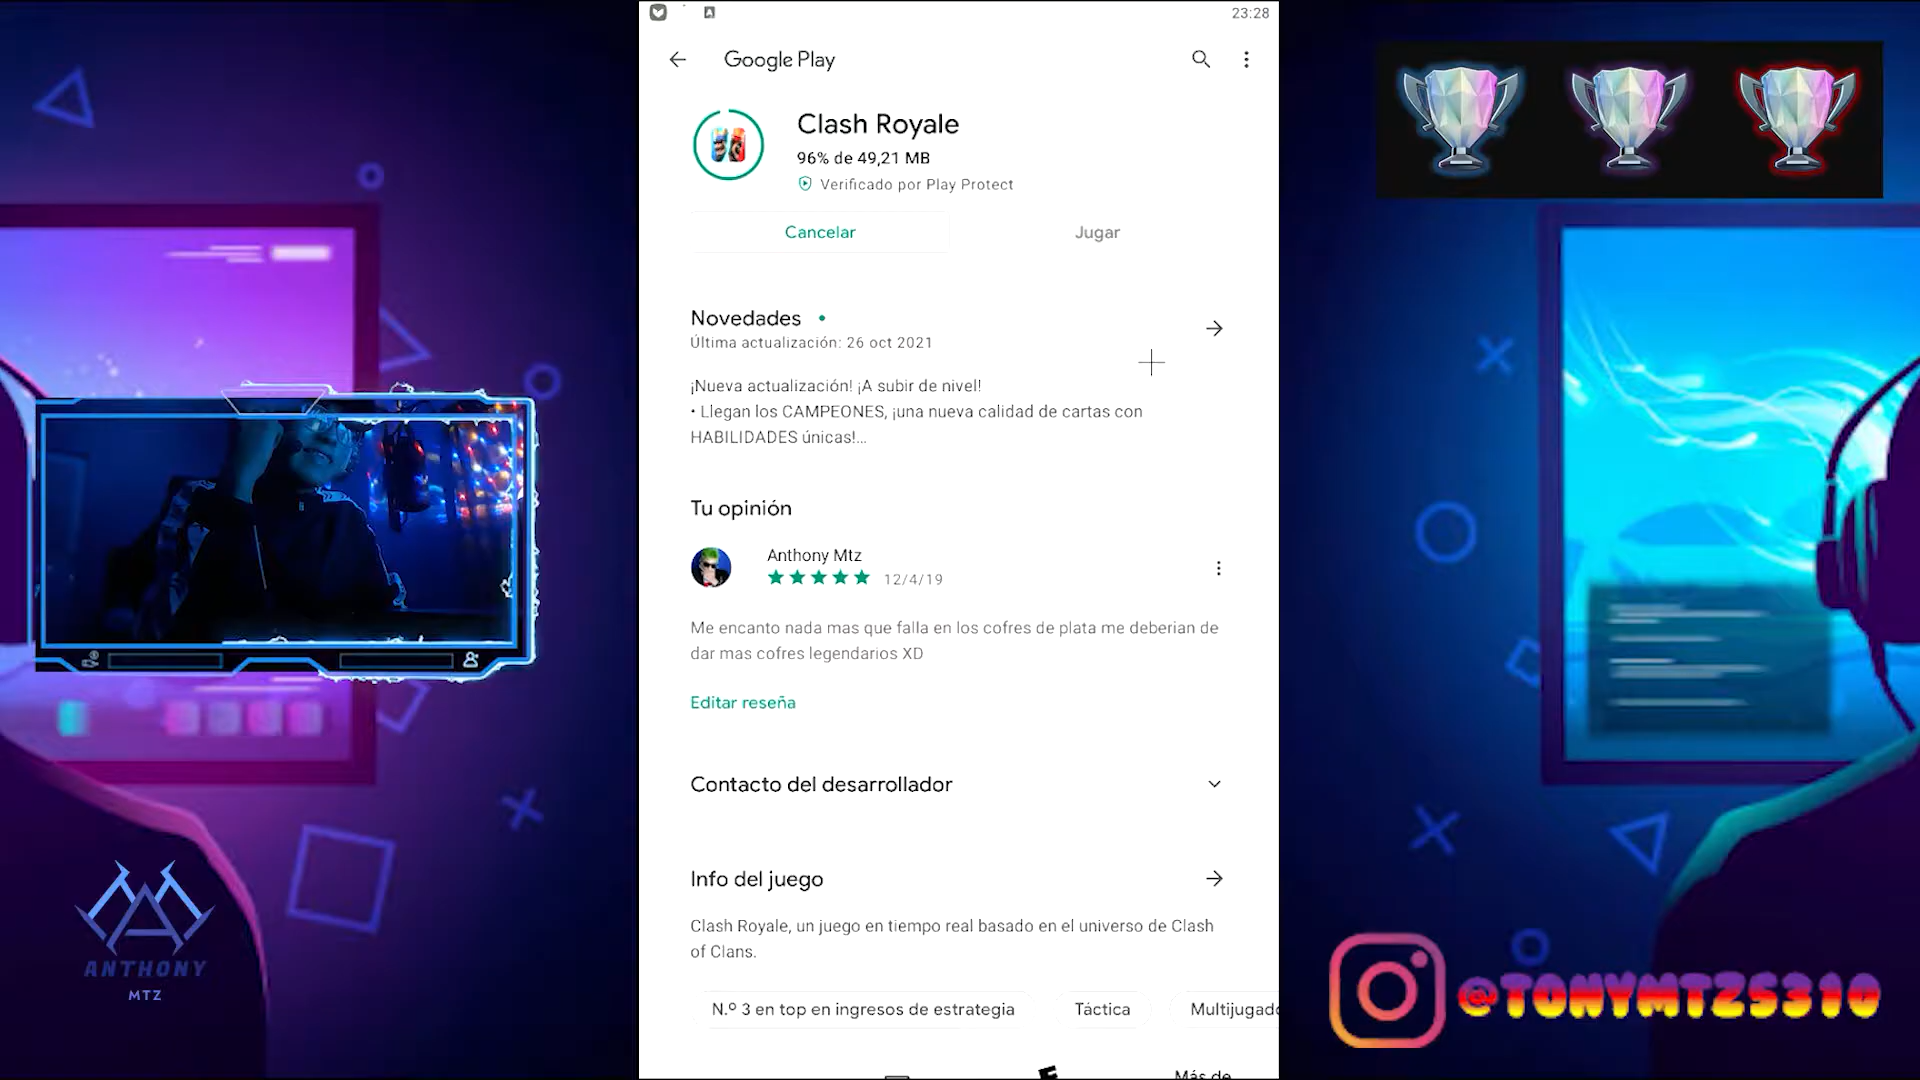 23:28
Google Play
Clash Royale
96% de 49,21 MB
Verificado por Play Protect
Cancelar
Jugar
Novedades
Última actualización: 26 oct 2021
¡Nueva actualización! ¡A subir de nivel!
• Llegan los CAMPEONES, ¡una nueva calidad de cartas con
HABILIDADES únicas!...
Tu opinión
Anthony Mtz
12/4/19
Me encanto nada mas que falla en los cofres de plata me deberian de
dar mas cofres legendarios XD
Editar reseña
Contacto del desarrollador
Info del juego
Clash Royale, un juego en tiempo real basado en el universo de Clash
of Clans.
N.º 3 en top en ingresos de estrategia
Táctica
Multijugado
Más de
ANTHONY
MTZ
@TONYMTZ5310